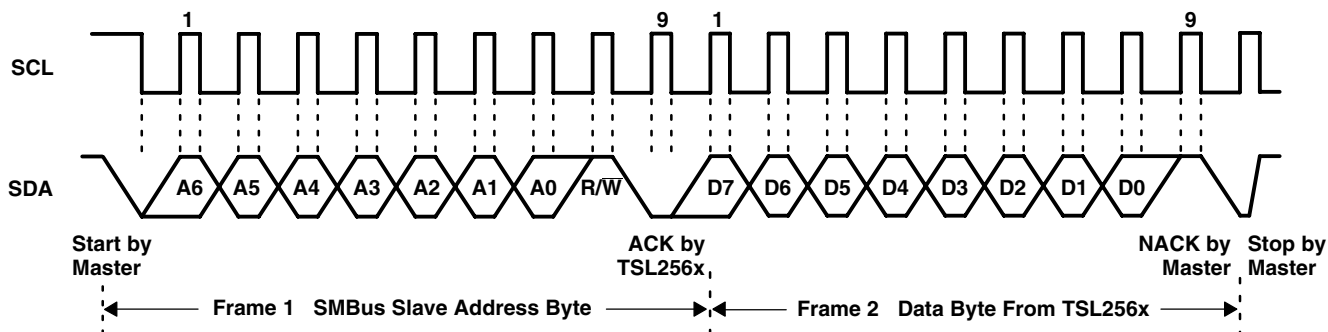 1 9 1 9
SCL
SDA
A6 A5 A4 A3 A2 A1 A0 R/W̅ D7 D6 D5 D4 D3 D2 D1 D0
Start by Master
ACK by TSL256x
NACK by Master
Stop by Master
Frame 1 SMBus Slave Address Byte
Frame 2 Data Byte From TSL256x